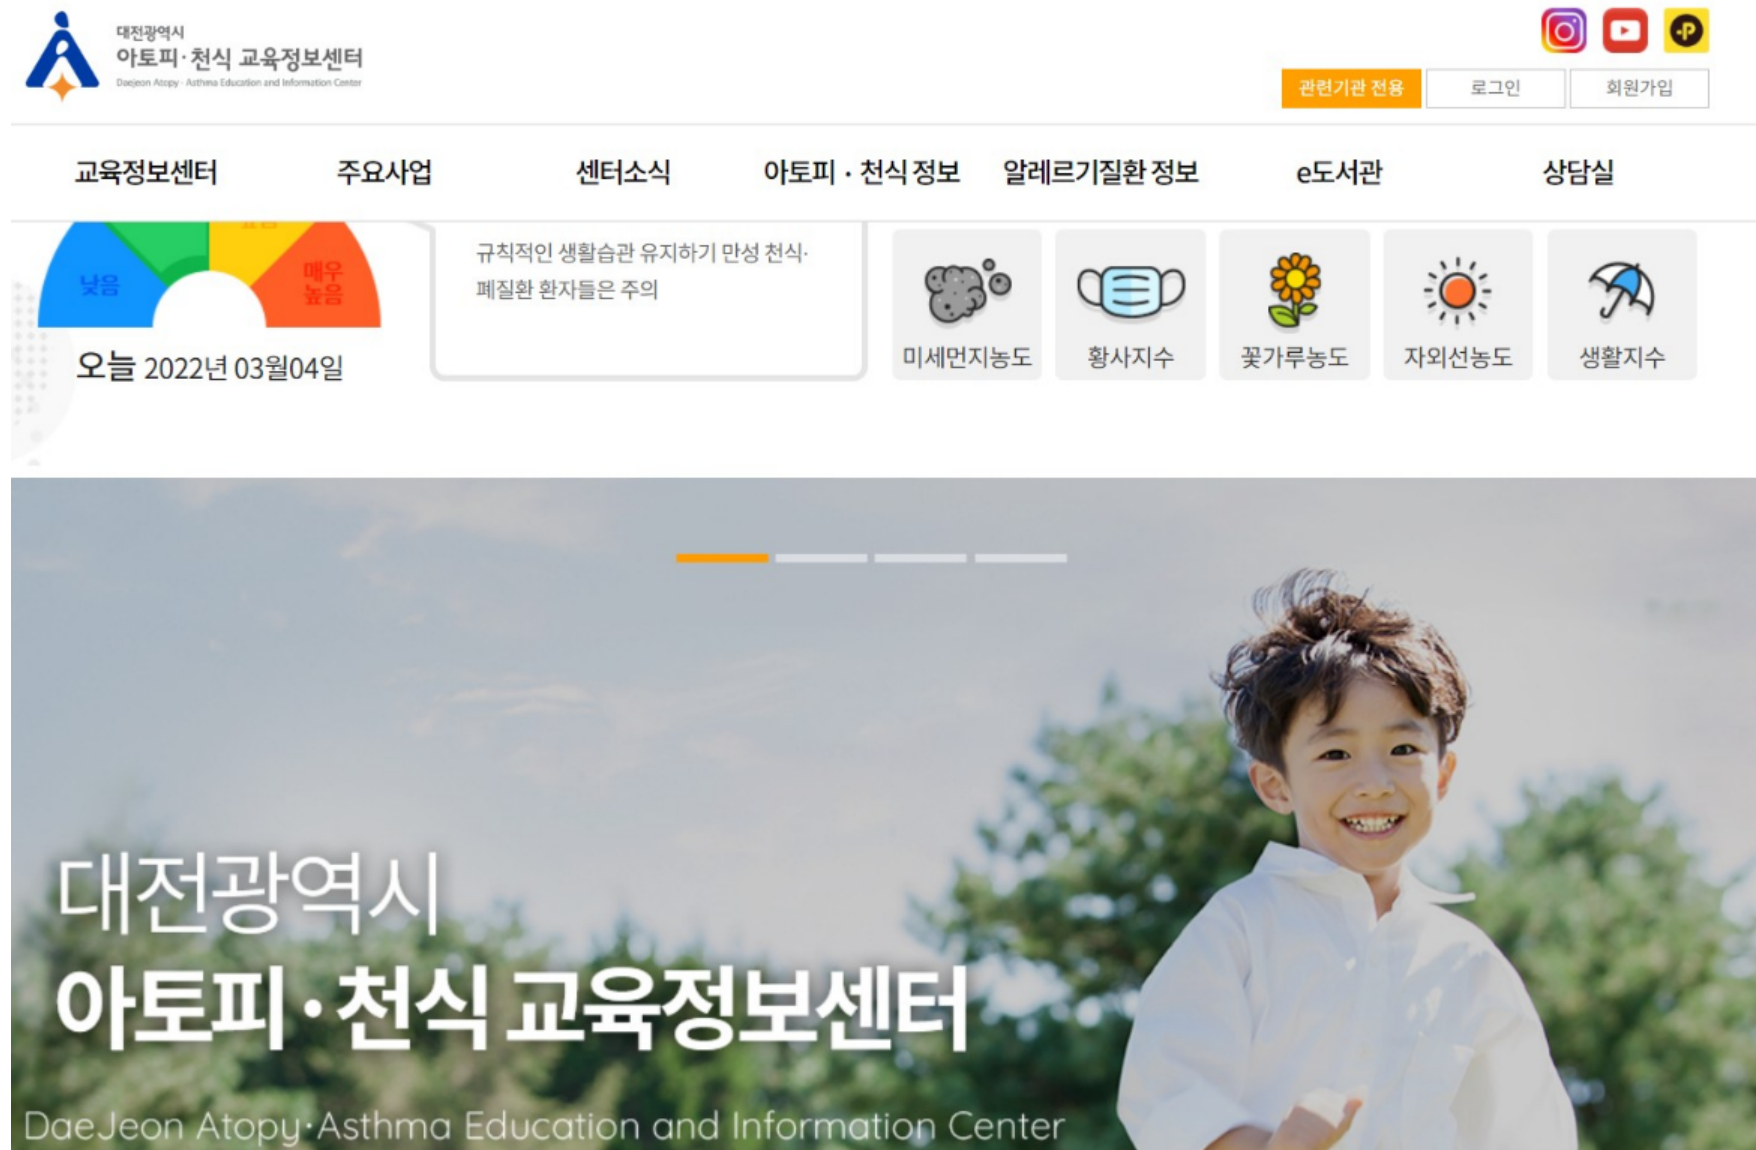 대전광역시
아토피·천식 교육정보센터
Daejeon Atopy · Asthma Education and Information Center
관련기관 전용
로그인
회원가입
교육정보센터
주요사업
센터소식
아토피 · 천식 정보
알레르기질환 정보
e도서관
상담실
낮음
매우
높음
오늘 2022년 03월04일
규칙적인 생활습관 유지하기 만성 천식·
폐질환 환자들은 주의
미세먼지농도
황사지수
꽃가루농도
자외선농도
생활지수
대전광역시
아토피·천식 교육정보센터
DaeJeon Atopy·Asthma Education and Information Center